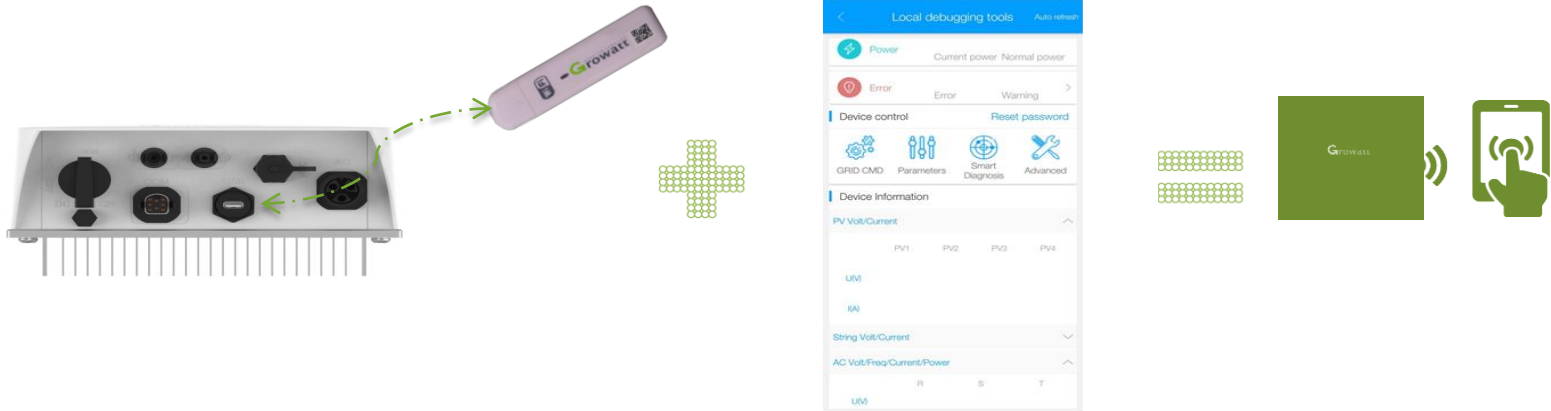 Growatt
Local debugging tools
Auto refresh
Power
Current power
Normal power
Error
Error
Warning
Device control
Reset password
GRID CMD
Parameters
Smart
Diagnosis
Advanced
Device Information
PV Volt/Current
PV1 PV2 PV3 PV4
U(V)
I(A)
String Volt/Current
AC Volt/Freq/Current/Power
R S T
U(V)
Growatt